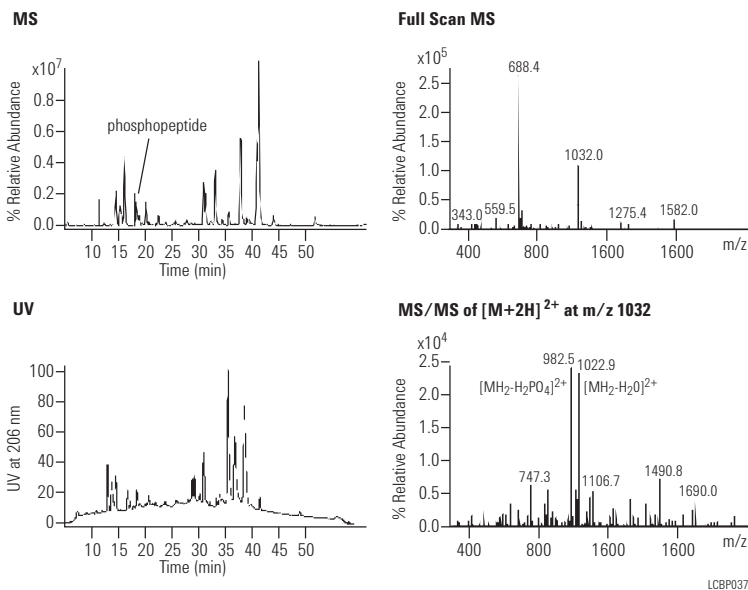 MS
x10⁷
% Relative Abundance
0.8
0.6
0.4
0.2
0.0
phosphopeptide
10 15 20 25 30 35 40 45 50
Time (min)
Full Scan MS
x10⁵
% Relative Abundance
2.5
2.0
1.5
1.0
0.5
0.0
688.4
1032.0
343.0
559.5
1275.4
1582.0
400 800 1600 1600 m/z
UV
UV at 206 nm
100
80
60
40
20
0
10 15 20 25 30 35 40 45 50
Time (min)
MS/MS of [M+2H] ²⁺ at m/z 1032
x10⁴
% Relative Abundance
2.5
2.0
1.5
1.0
0.5
0.0
982.5
1022.9
[MH₂-H₂PO₄]²⁺
[MH₂-H₂0]²⁺
747.3
1106.7
1490.8
1690.0
400 800 1600 1600 m/z
LCBP037